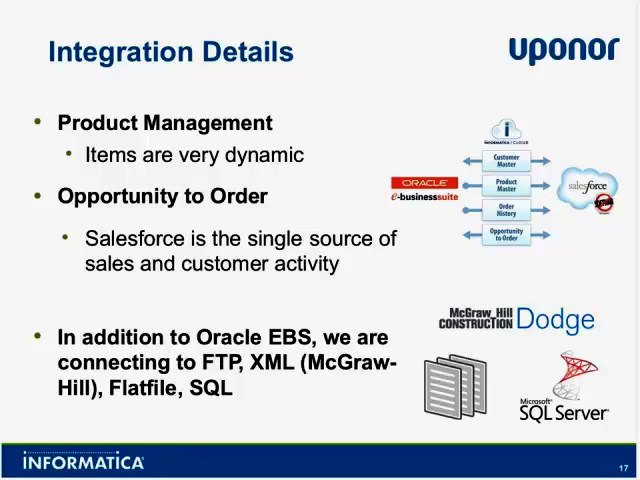 Integration Details
uponor
Product Management
Items are very dynamic
Opportunity to Order
Salesforce is the single source of
sales and customer activity
In addition to Oracle EBS, we are
connecting to FTP, XML (McGraw-
Hill), Flatfile, SQL
INFORMATICA | CLOUD
Customer
Master
Product
Master
Order
History
Opportunity
to Order
ORACLE
e-businesssuite
salesforce
McGraw_Hill
CONSTRUCTION Dodge
Microsoft
SQL Server
INFORMATICA
17